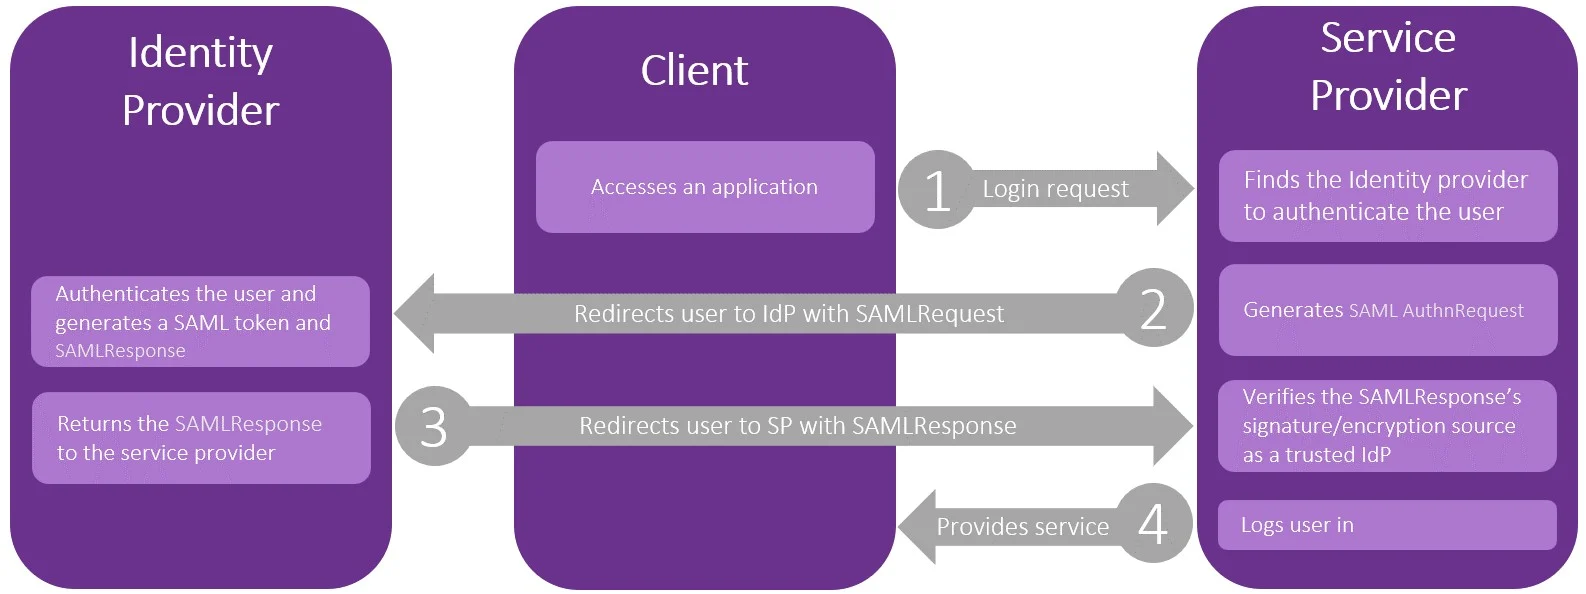 Identity
Provider
Client
Service
Provider
Accesses an application
1
Login request
Finds the Identity provider
to authenticate the user
Authenticates the user and
generates a SAML token and
SAMLResponse
Redirects user to IdP with SAMLRequest
2
Generates SAML AuthnRequest
Returns the SAMLResponse
to the service provider
3
Redirects user to SP with SAMLResponse
Verifies the SAMLResponse’s
signature/encryption source
as a trusted IdP
Provides service
4
Logs user in